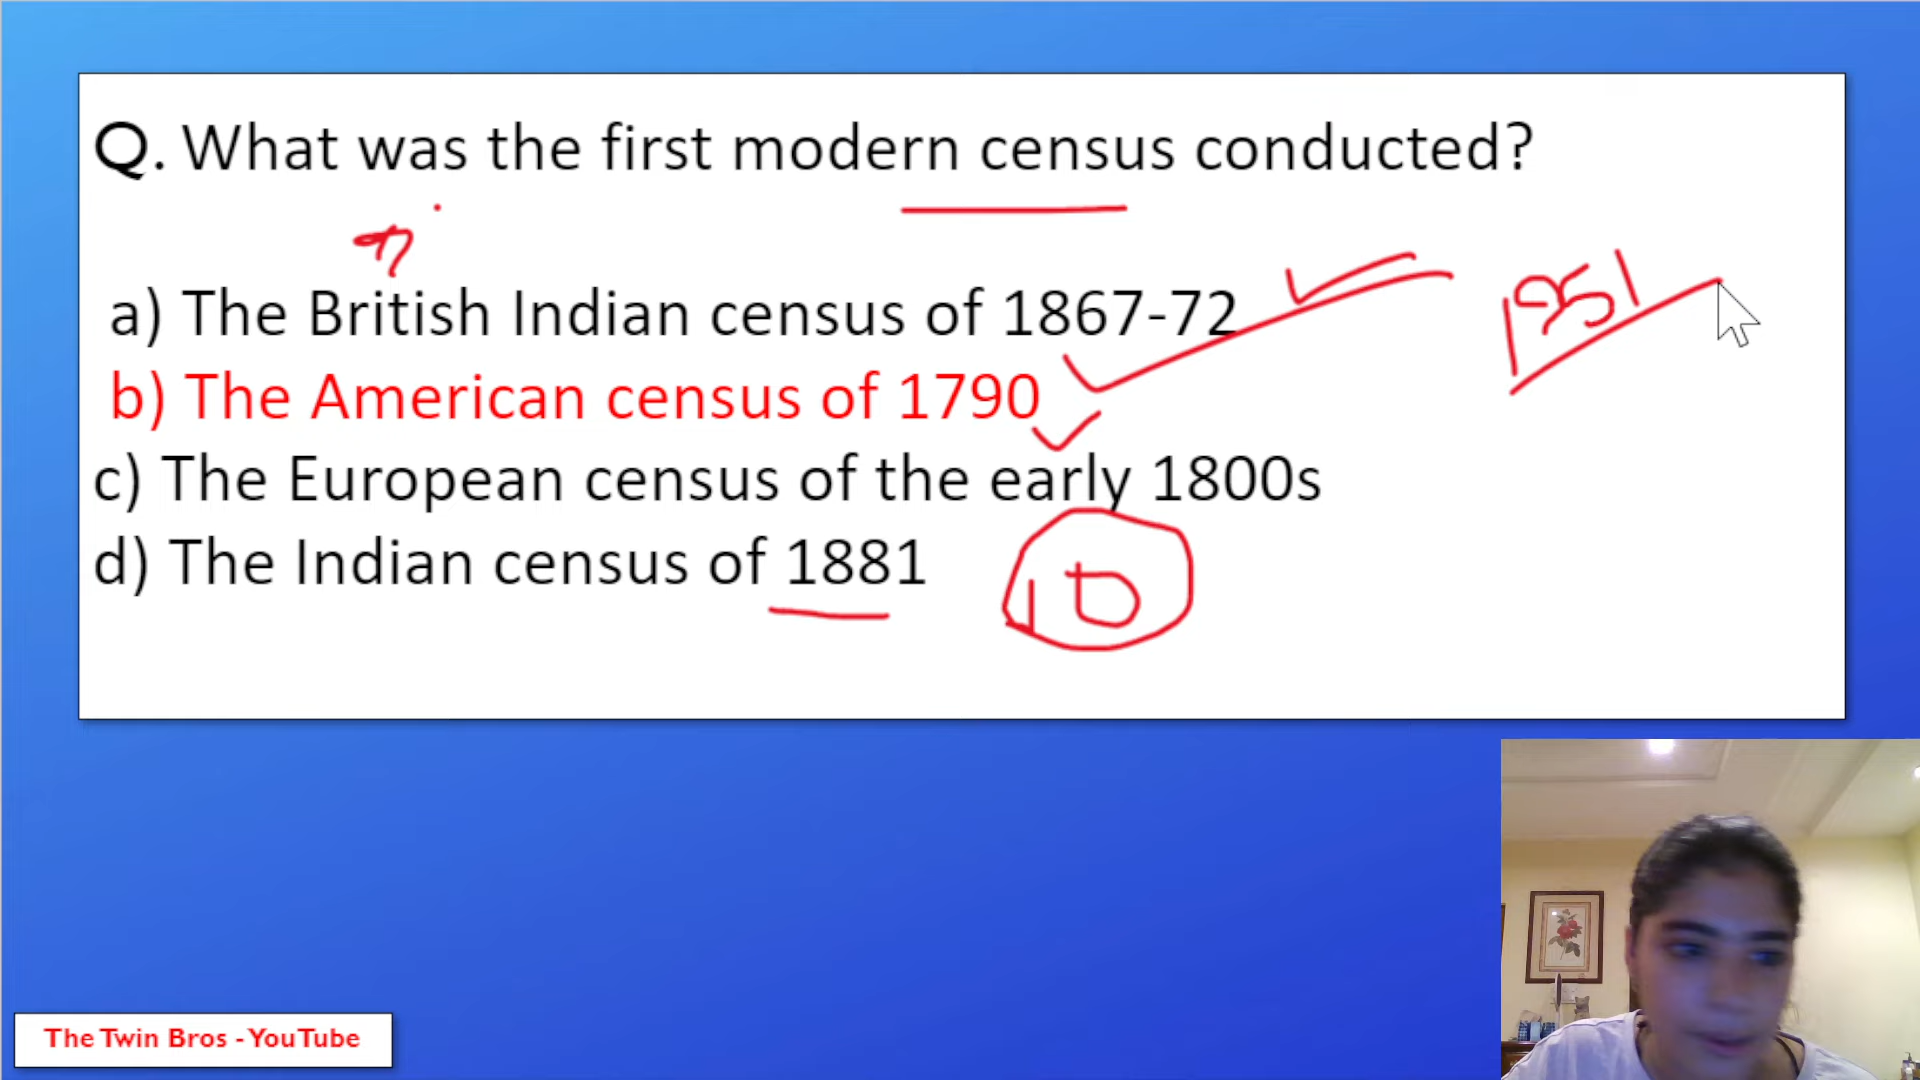 Q. What was the first modern census conducted?
a) The British Indian census of 1867-72
1951
b) The American census of 1790
c) The European census of the early 1800s
d) The Indian census of 1881
10
The Twin Bros - YouTube